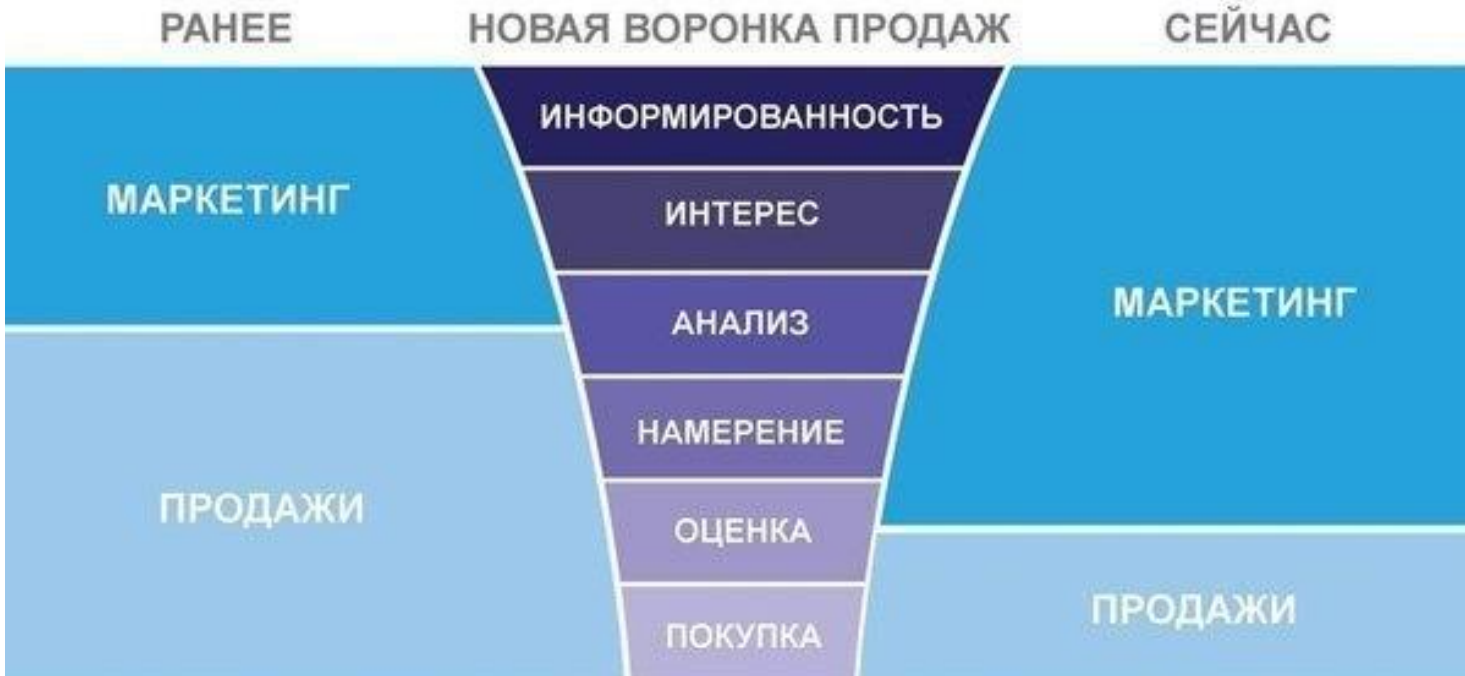 РАНЕЕ
НОВАЯ ВОРОНКА ПРОДАЖ
СЕЙЧАС
ИНФОРМИРОВАННОСТЬ
МАРКЕТИНГ
ИНТЕРЕС
МАРКЕТИНГ
АНАЛИЗ
НАМЕРЕНИЕ
ПРОДАЖИ
ОЦЕНКА
ПРОДАЖИ
ПОКУПКА